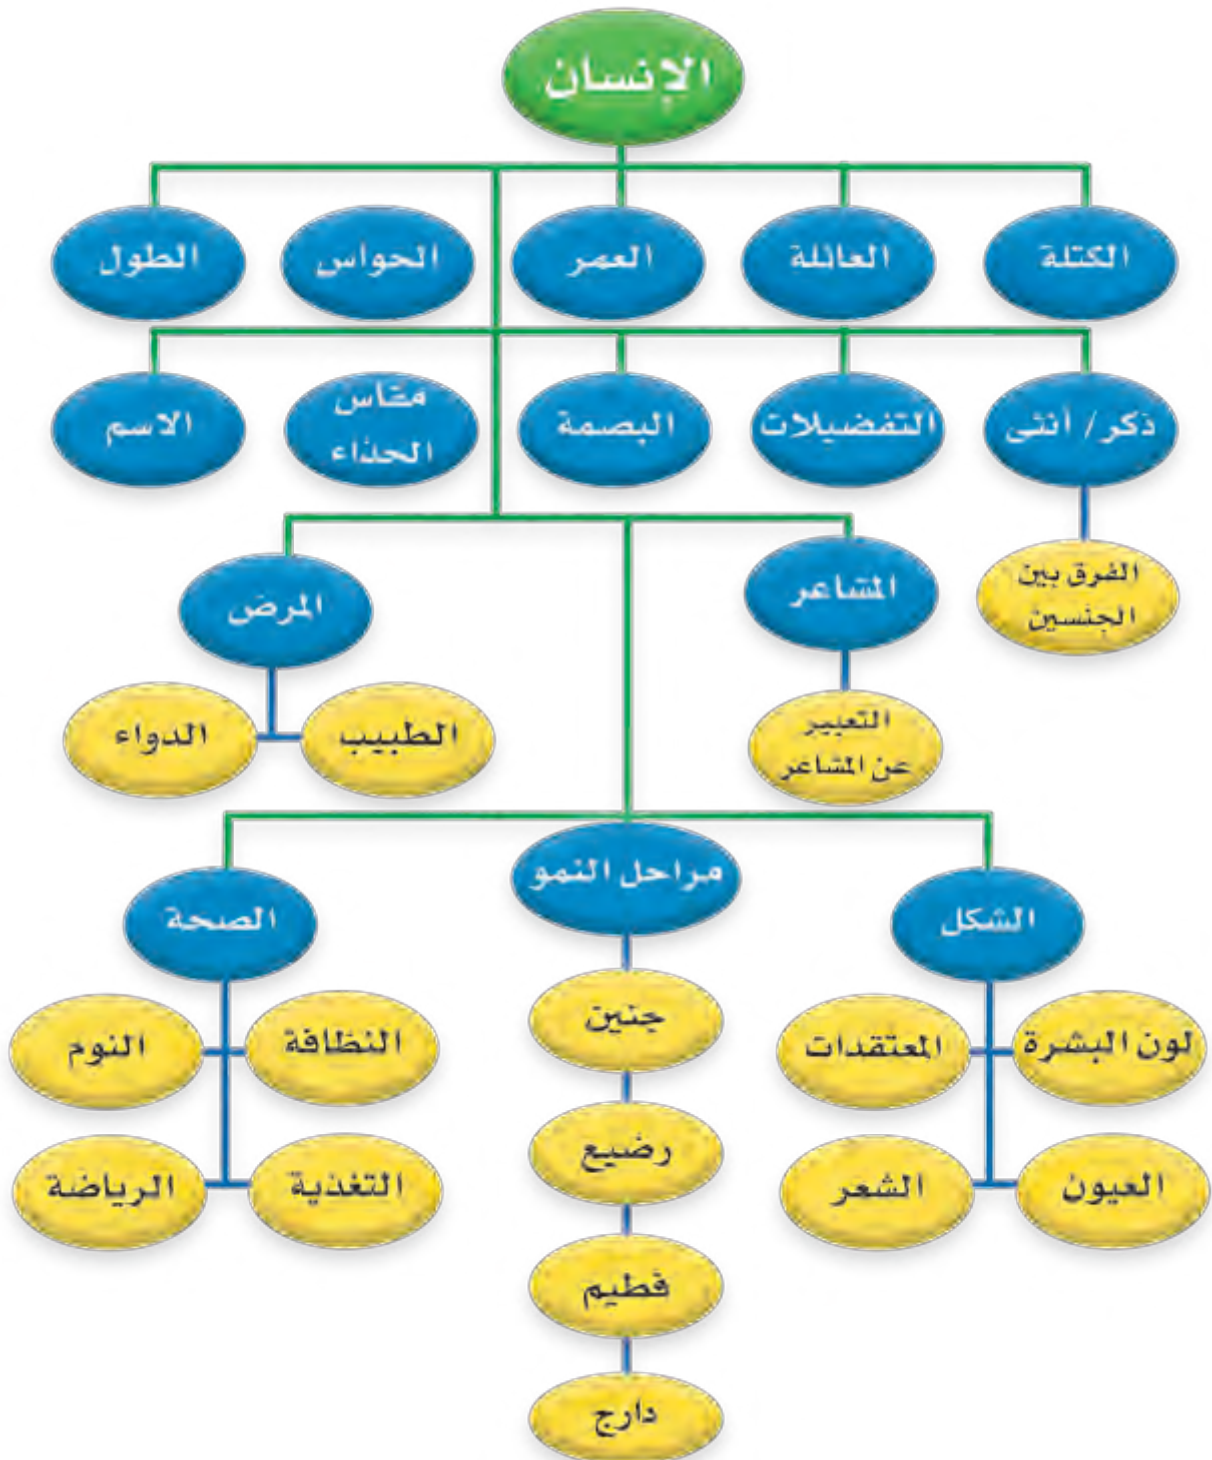 الإنسان
الكتلة
العائلة
العمر
الحواس
الطول
ذكر / أنثى
التفضيلات
البصمة
مقاس
الحذاء
الاسم
الفرق بين
الجنسين
المشاعر
المرض
التعبير
عن المشاعر
الطبيب
الدواء
الشكل
مراحل النمو
الصحة
لون البشرة
المعتقدات
العيون
الشعر
جنين
رضيع
فطيم
دارج
النظافة
النوم
التغذية
الرياضة